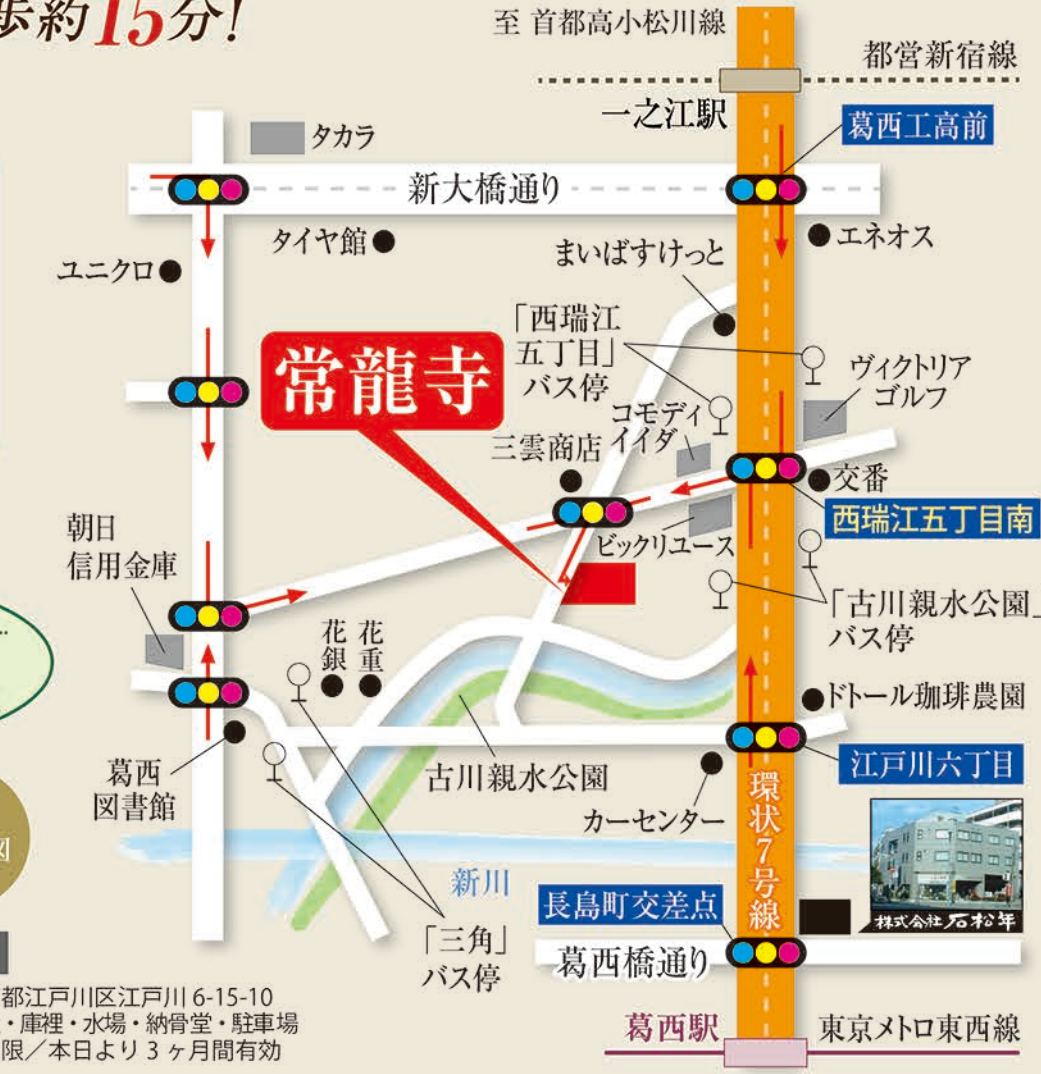 歩約15分!
至 首都高小松川線
都営新宿線
一之江駅
葛西工高前
タカラ
新大橋通り
タイヤ館
エネオス
ユニクロ
まいばすけっと
「西瑞江
五丁目」
バス停
ヴィクトリア
ゴルフ
常龍寺
コモディ
イイダ
三雲商店
交番
西瑞江五丁目南
ビックリユース
朝日
信用金庫
「古川親水公園」
バス停
花銀
花重
ドトール珈琲農園
葛西
図書館
古川親水公園
江戸川六丁目
カーセンター
環状7号線
図
新川
長島町交差点
株式会社石松年
「三角」
バス停
葛西橋通り
都江戸川区江戸川 6-15-10
・庫裡・水場・納骨堂・駐車場
限／本日より 3 ヶ月間有効
葛西駅
東京メトロ東西線